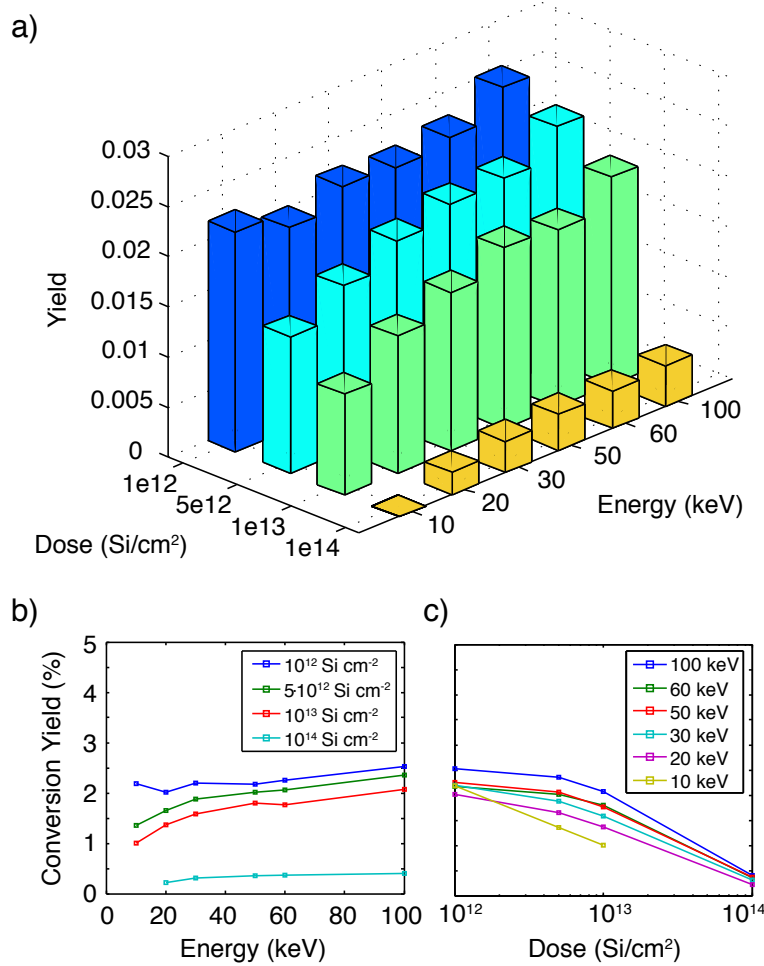 a)
0.03
0.025
0.02
0.015
0.01
0.005
0
Yield
1e12
5e12
1e13
1e14
Dose (Si/cm²)
10
20
30
50
60
100
Energy (keV)
b)
5
4
3
2
1
0
Conversion Yield (%)
10¹² Si cm⁻²
5·10¹² Si cm⁻²
10¹³ Si cm⁻²
10¹⁴ Si cm⁻²
0 20 40 60 80 100
Energy (keV)
c)
100 keV
60 keV
50 keV
30 keV
20 keV
10 keV
10¹² 10¹³ 10¹⁴
Dose (Si/cm²)